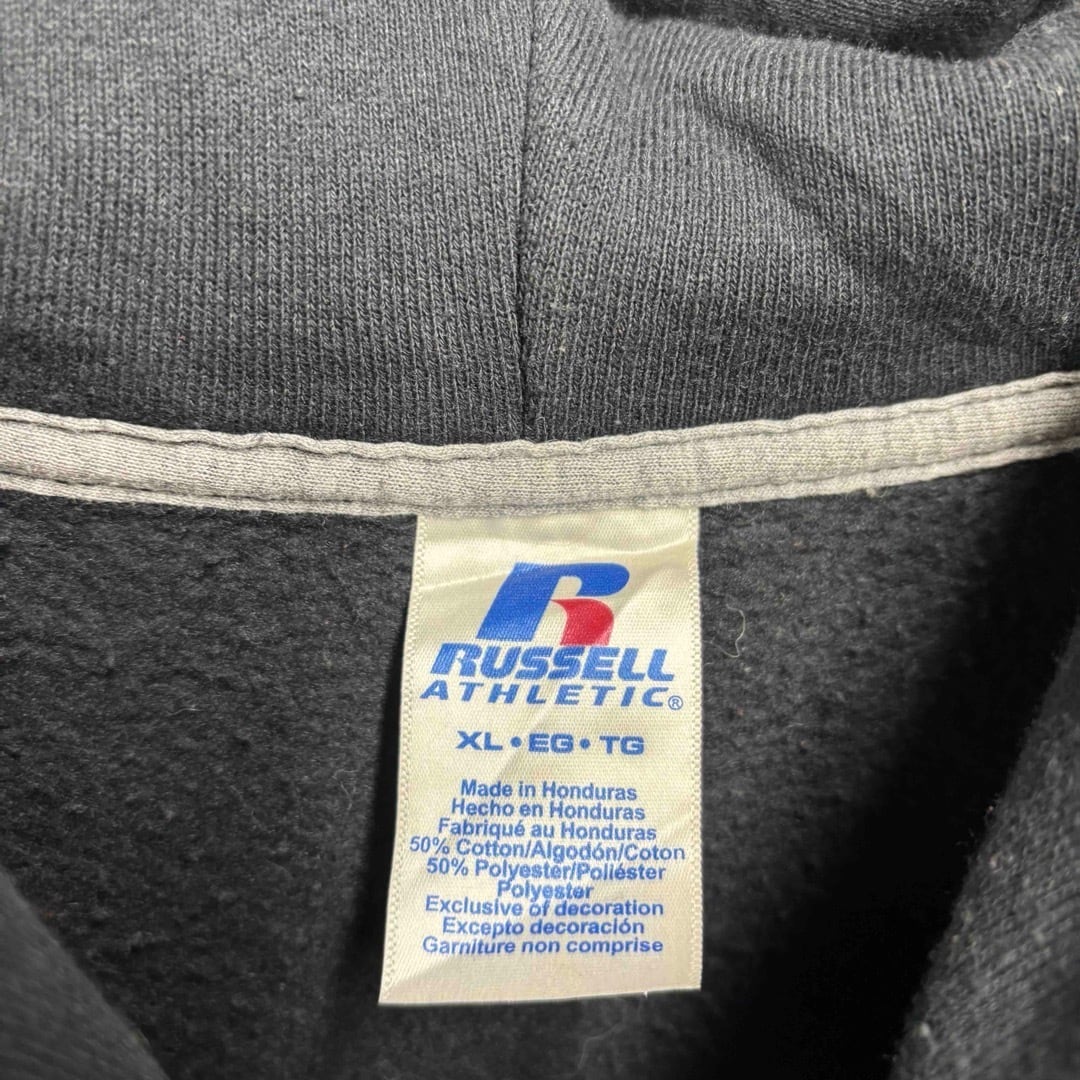 R
RUSSELL
ATHLETIC®
XL • EG • TG
Made in Honduras
Hecho en Honduras
Fabriqué au Honduras
50% Cotton/Algodón/Coton
50% Polyester/Poliéster
Polyester
Exclusive of decoration
Excepto decoración
Garniture non comprise